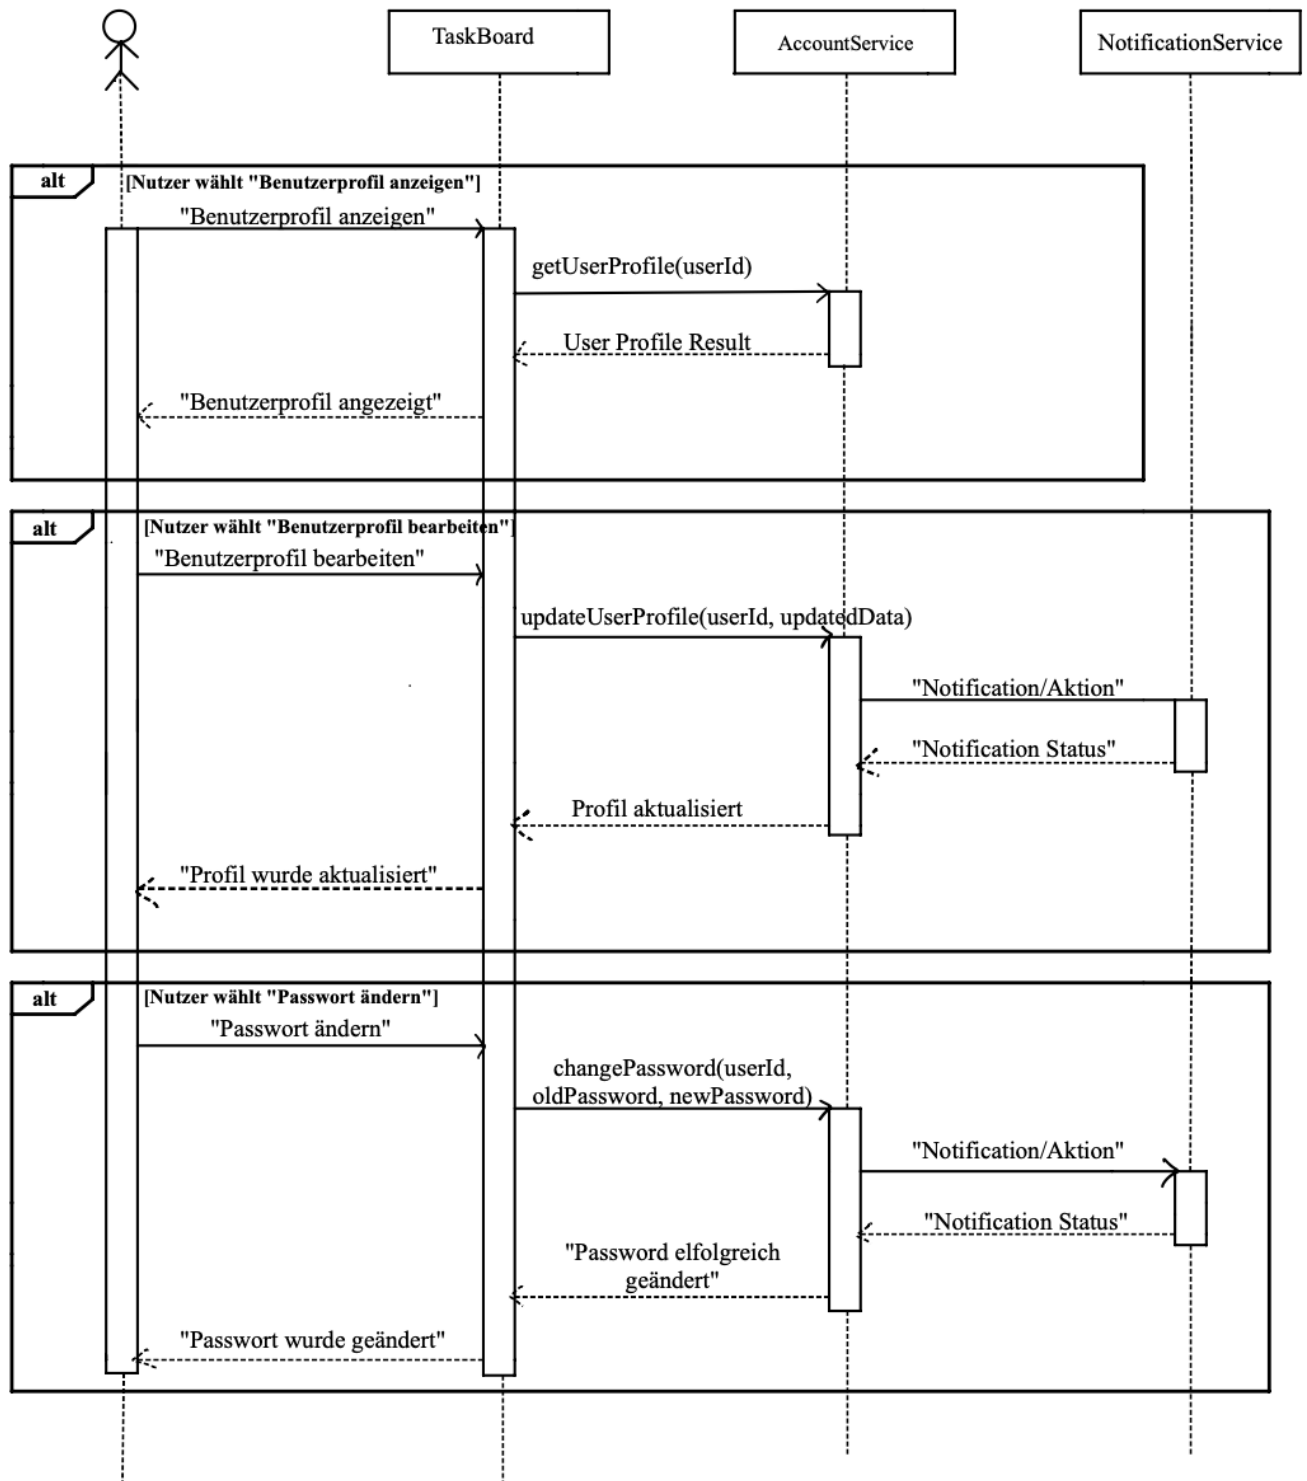 TaskBoard
AccountService
NotificationService
alt
[Nutzer wählt "Benutzerprofil anzeigen"]
"Benutzerprofil anzeigen"
getUserProfile(userId)
User Profile Result
"Benutzerprofil angezeigt"
alt
[Nutzer wählt "Benutzerprofil bearbeiten"]
"Benutzerprofil bearbeiten"
updateUserProfile(userId, updatedData)
"Notification/Aktion"
"Notification Status"
Profil aktualisiert
"Profil wurde aktualisiert"
alt
[Nutzer wählt "Passwort ändern"]
"Passwort ändern"
changePassword(userId,
oldPassword, newPassword)
"Notification/Aktion"
"Notification Status"
"Password elfolgreich
geändert"
"Passwort wurde geändert"